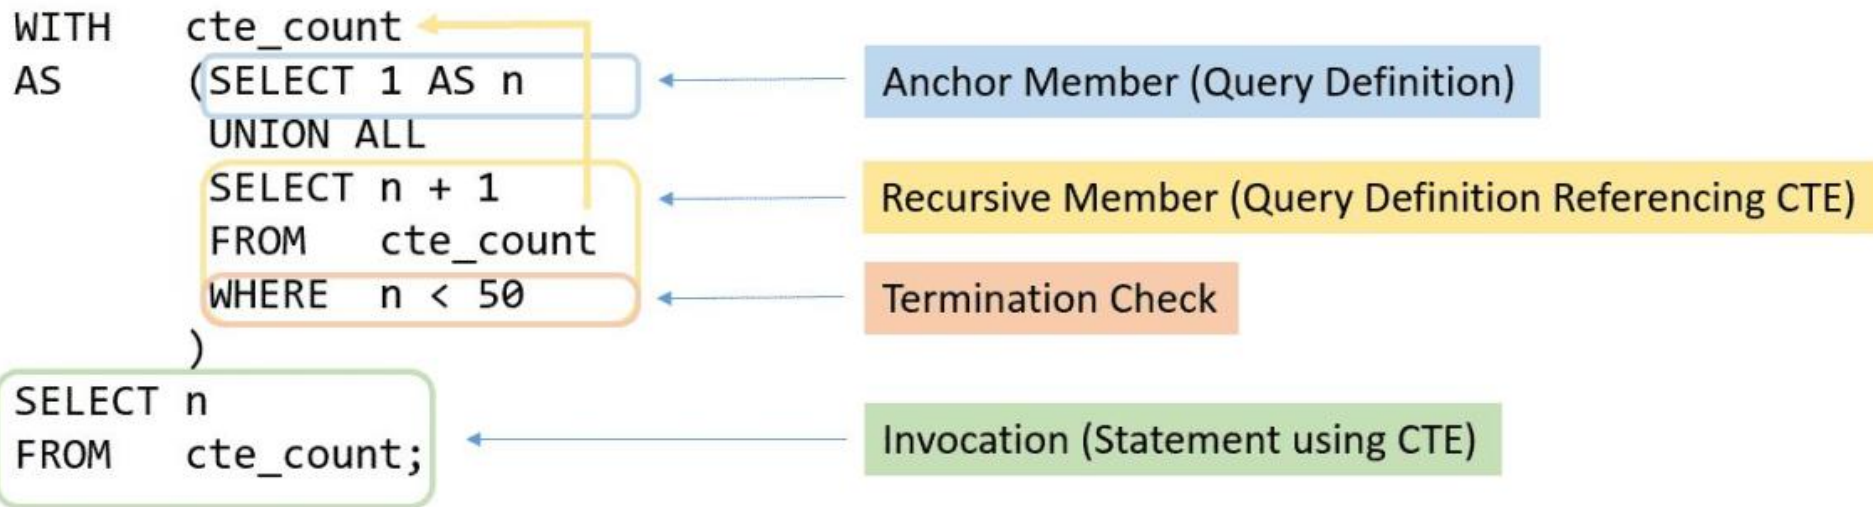 WITH cte_count
AS (SELECT 1 AS n
UNION ALL
SELECT n + 1
FROM cte_count
WHERE n < 50
)
SELECT n
FROM cte_count;
Anchor Member (Query Definition)
Recursive Member (Query Definition Referencing CTE)
Termination Check
Invocation (Statement using CTE)